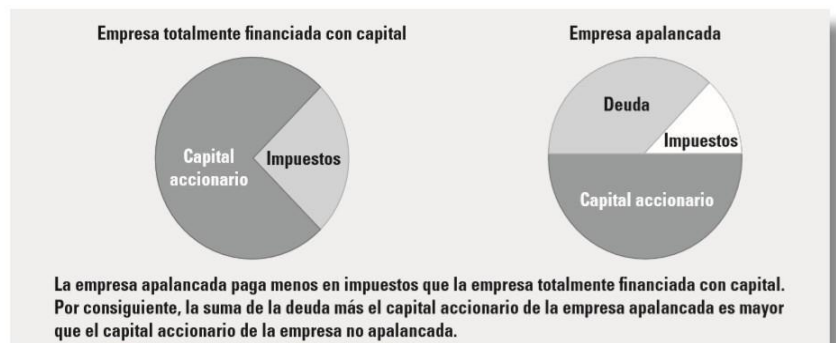 Empresa totalmente financiada con capital
Empresa apalancada
Capital
accionario
Impuestos
Deuda
Impuestos
Capital accionario
La empresa apalancada paga menos en impuestos que la empresa totalmente financiada con capital.
Por consiguiente, la suma de la deuda más el capital accionario de la empresa apalancada es mayor
que el capital accionario de la empresa no apalancada.